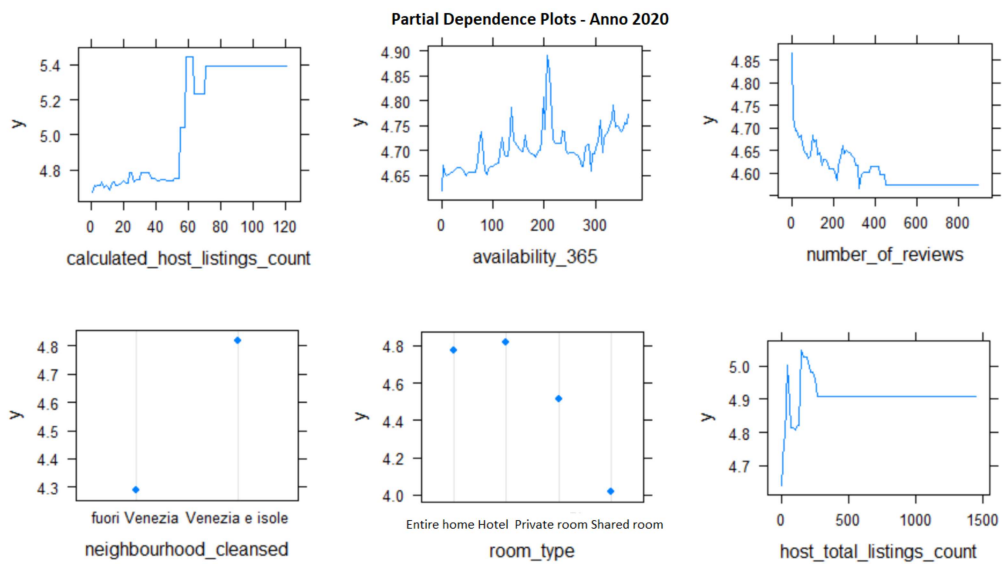 Partial Dependence Plots - Anno 2020
y
5.4
5.2
5.0
4.8
0 20 40 60 80 100 120
calculated_host_listings_count
y
4.90
4.85
4.80
4.75
4.70
4.65
0 100 200 300
availability_365
y
4.85
4.80
4.75
4.70
4.65
4.60
0 200 400 600 800
number_of_reviews
y
4.8
4.7
4.6
4.5
4.4
4.3
fuori Venezia Venezia e isole
neighbourhood_cleansed
y
4.8
4.6
4.4
4.2
4.0
Entire home Hotel Private room Shared room
room_type
y
5.0
4.9
4.8
4.7
0 500 1000 1500
host_total_listings_count